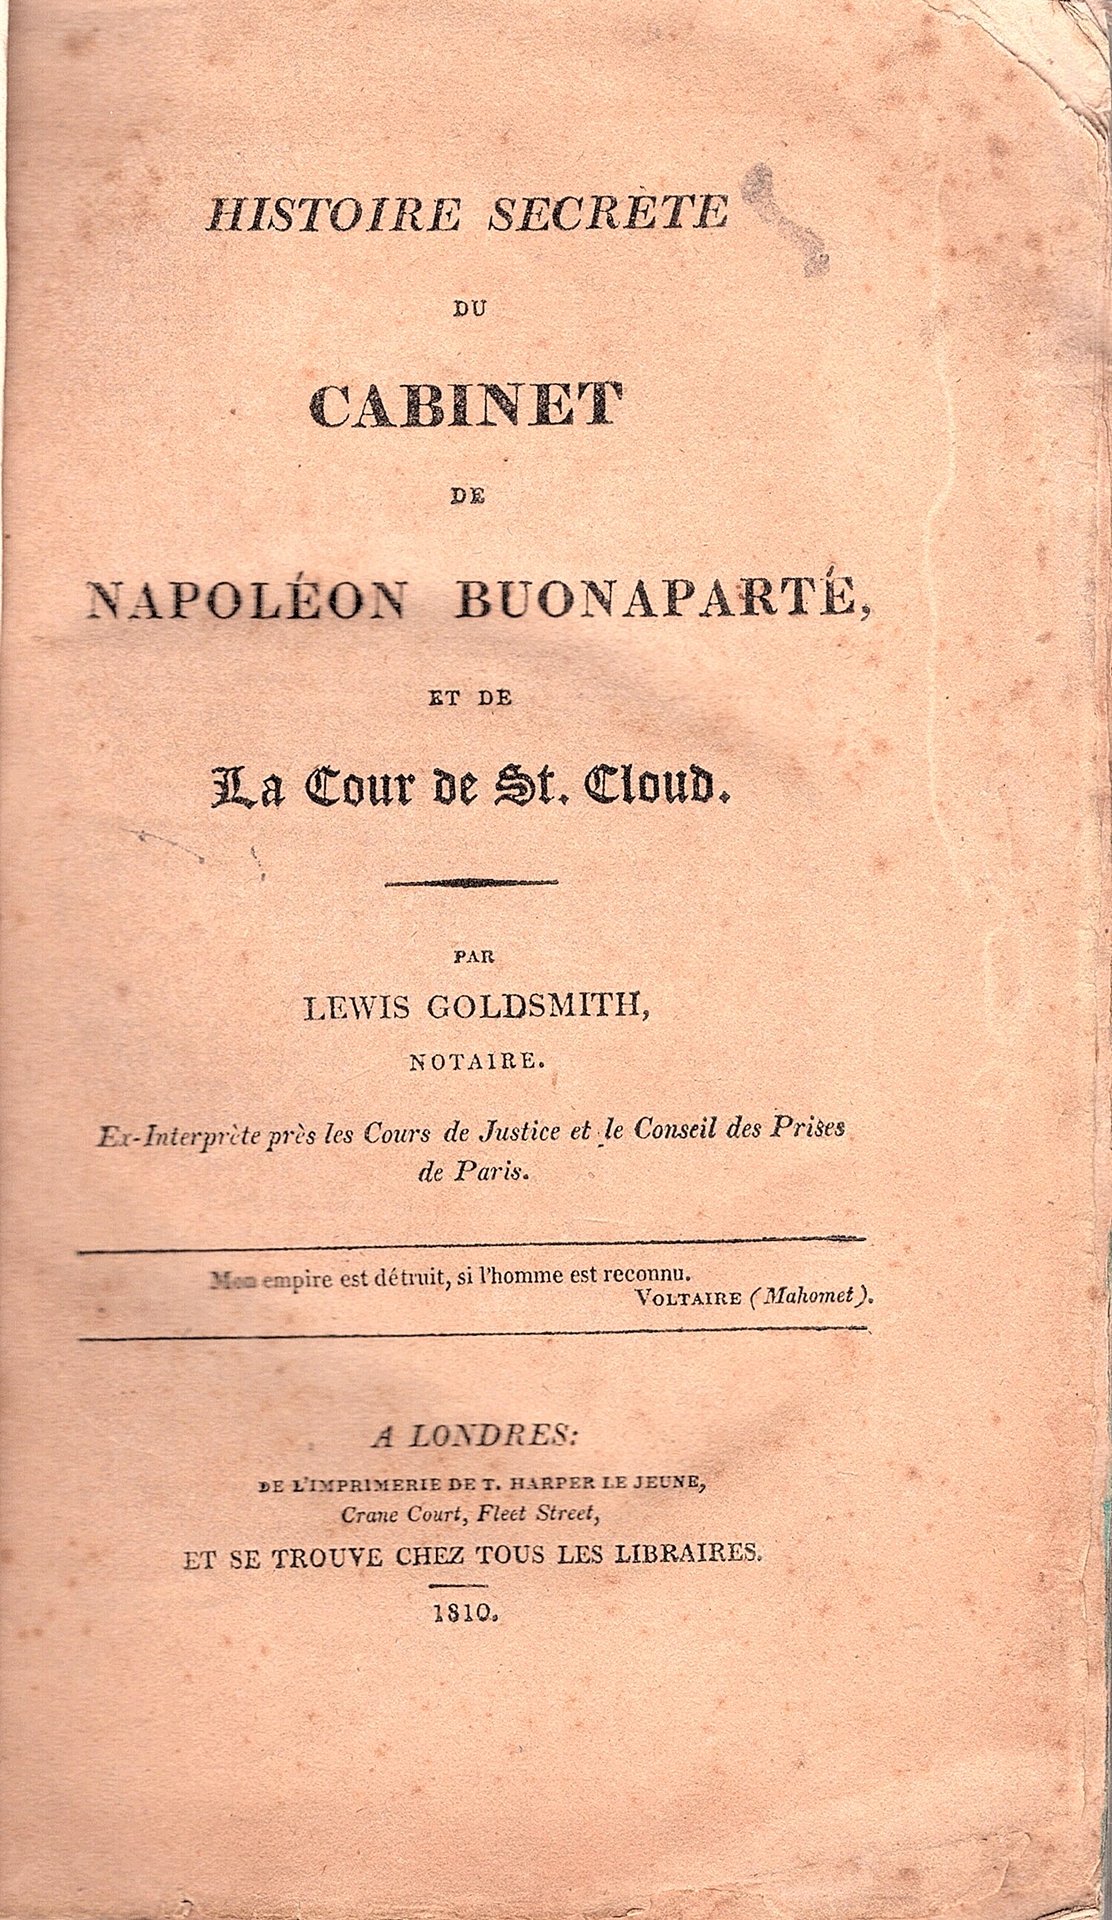 HISTOIRE SECRÈTE
DU
CABINET
DE
NAPOLÉON BUONAPARTÉ,
ET DE
La Cour de St. Cloud.
PAR
LEWIS GOLDSMITH,
NOTAIRE.
Ex-Interprète près les Cours de Justice et le Conseil des Prises
de Paris.
Mon empire est détruit, si l'homme est reconnu.
VOLTAIRE (Mahomet).
A LONDRES:
DE L'IMPRIMERIE DE T. HARPER LE JEUNE,
Crane Court, Fleet Street,
ET SE TROUVE CHEZ TOUS LES LIBRAIRES.
1810.